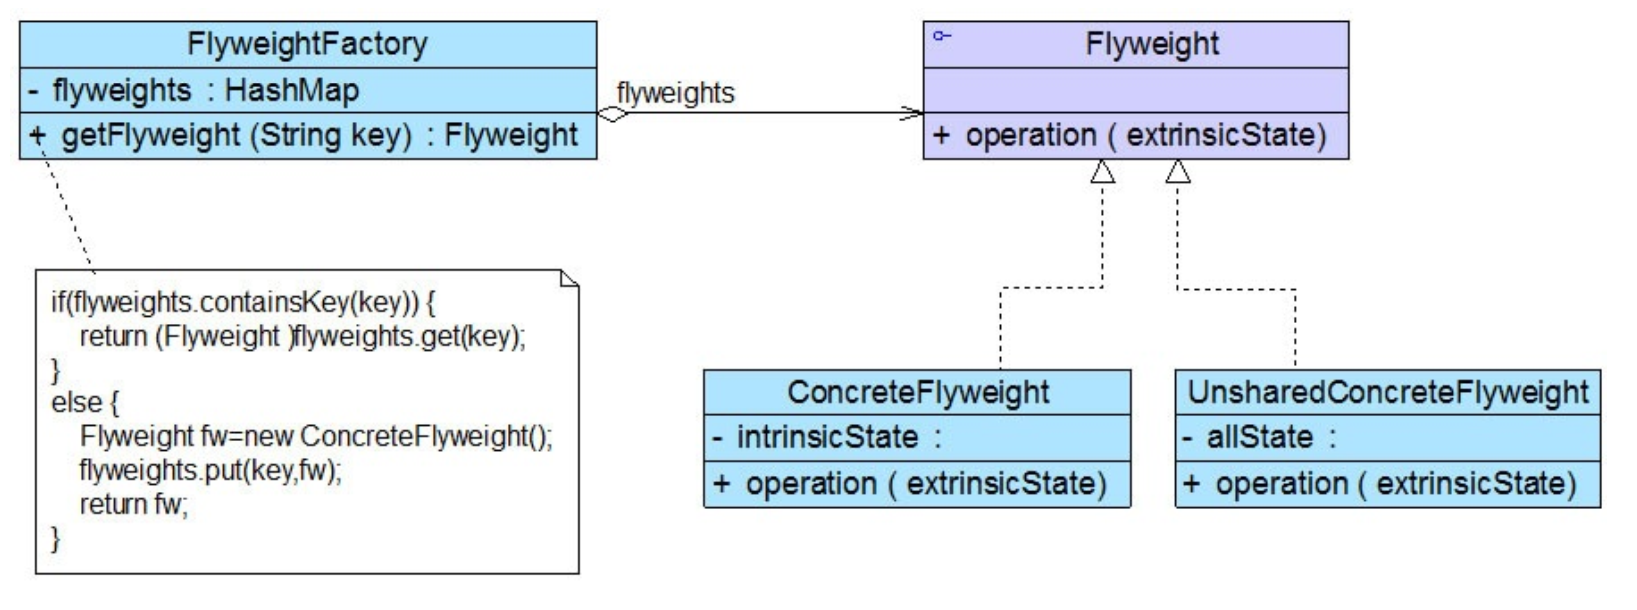 FlyweightFactory
- flyweights : HashMap
+ getFlyweight (String key) : Flyweight
flyweights
Flyweight
+ operation ( extrinsicState)
if(flyweights.containsKey(key)) {
return (Flyweight )flyweights.get(key);
}
else {
Flyweight fw=new ConcreteFlyweight();
flyweights.put(key,fw);
return fw;
}
ConcreteFlyweight
- intrinsicState :
+ operation ( extrinsicState)
UnsharedConcreteFlyweight
- allState :
+ operation ( extrinsicState)